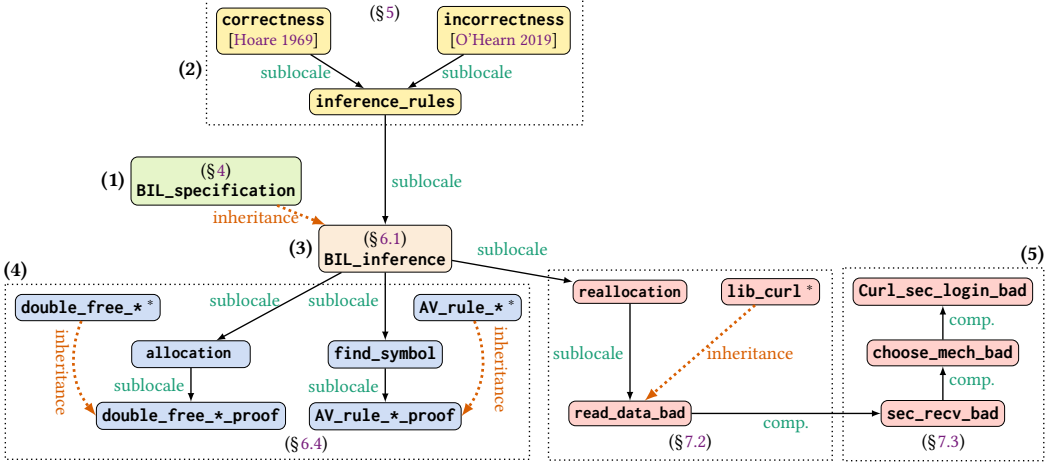 (§5)
correctness
[Hoare 1969]
incorrectness
[O'Hearn 2019]
(2)
sublocale
sublocale
inference_rules
(1)
(§4)
BIL_specification
sublocale
inheritance
(3)
(§6.1)
BIL_inference
sublocale
(4)
(5)
double_free_* *
sublocale
sublocale
AV_rule_* *
reallocation
lib_curl *
Curl_sec_login_bad
inheritance
allocation
find_symbol
inheritance
sublocale
inheritance
comp.
choose_mech_bad
sublocale
sublocale
comp.
double_free_*_proof
AV_rule_*_proof
read_data_bad
comp.
sec_recv_bad
(§6.4)
(§7.2)
(§7.3)